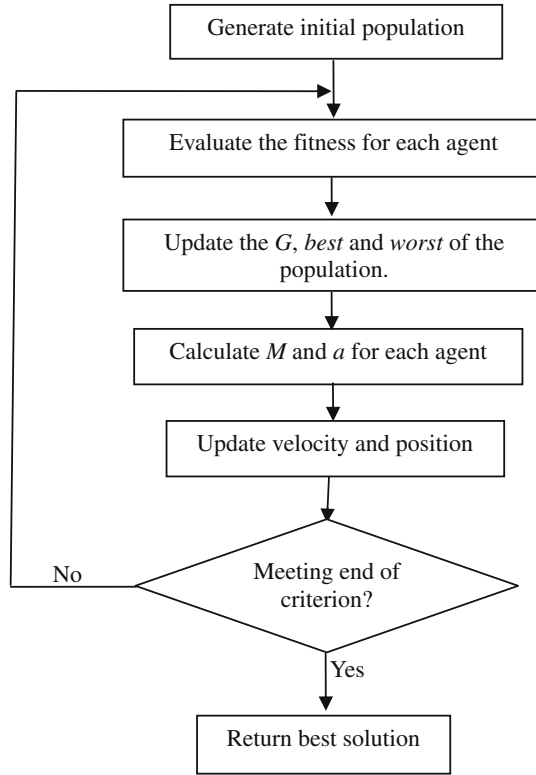 Generate initial population
Evaluate the fitness for each agent
Update the G, best and worst of the
population.
Calculate M and a for each agent
Update velocity and position
Meeting end of
criterion?
No
Yes
Return best solution